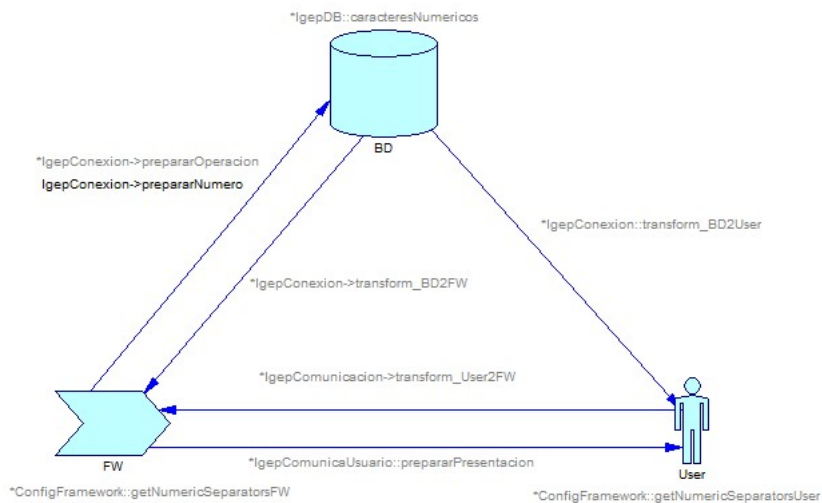 *IgepDB::caracteresNumericos
BD
*IgepConexion->prepararOperacion
IgepConexion->prepararNumero
*IgepConexion::transform_BD2User
*IgepConexion->transform_BD2FW
*IgepComunicacion->transform_User2FW
*IgepComunicaUsuario::prepararPresentacion
FW
User
*ConfigFramework::getNumericSeparatorsFW
*ConfigFramework::getNumericSeparatorsUser